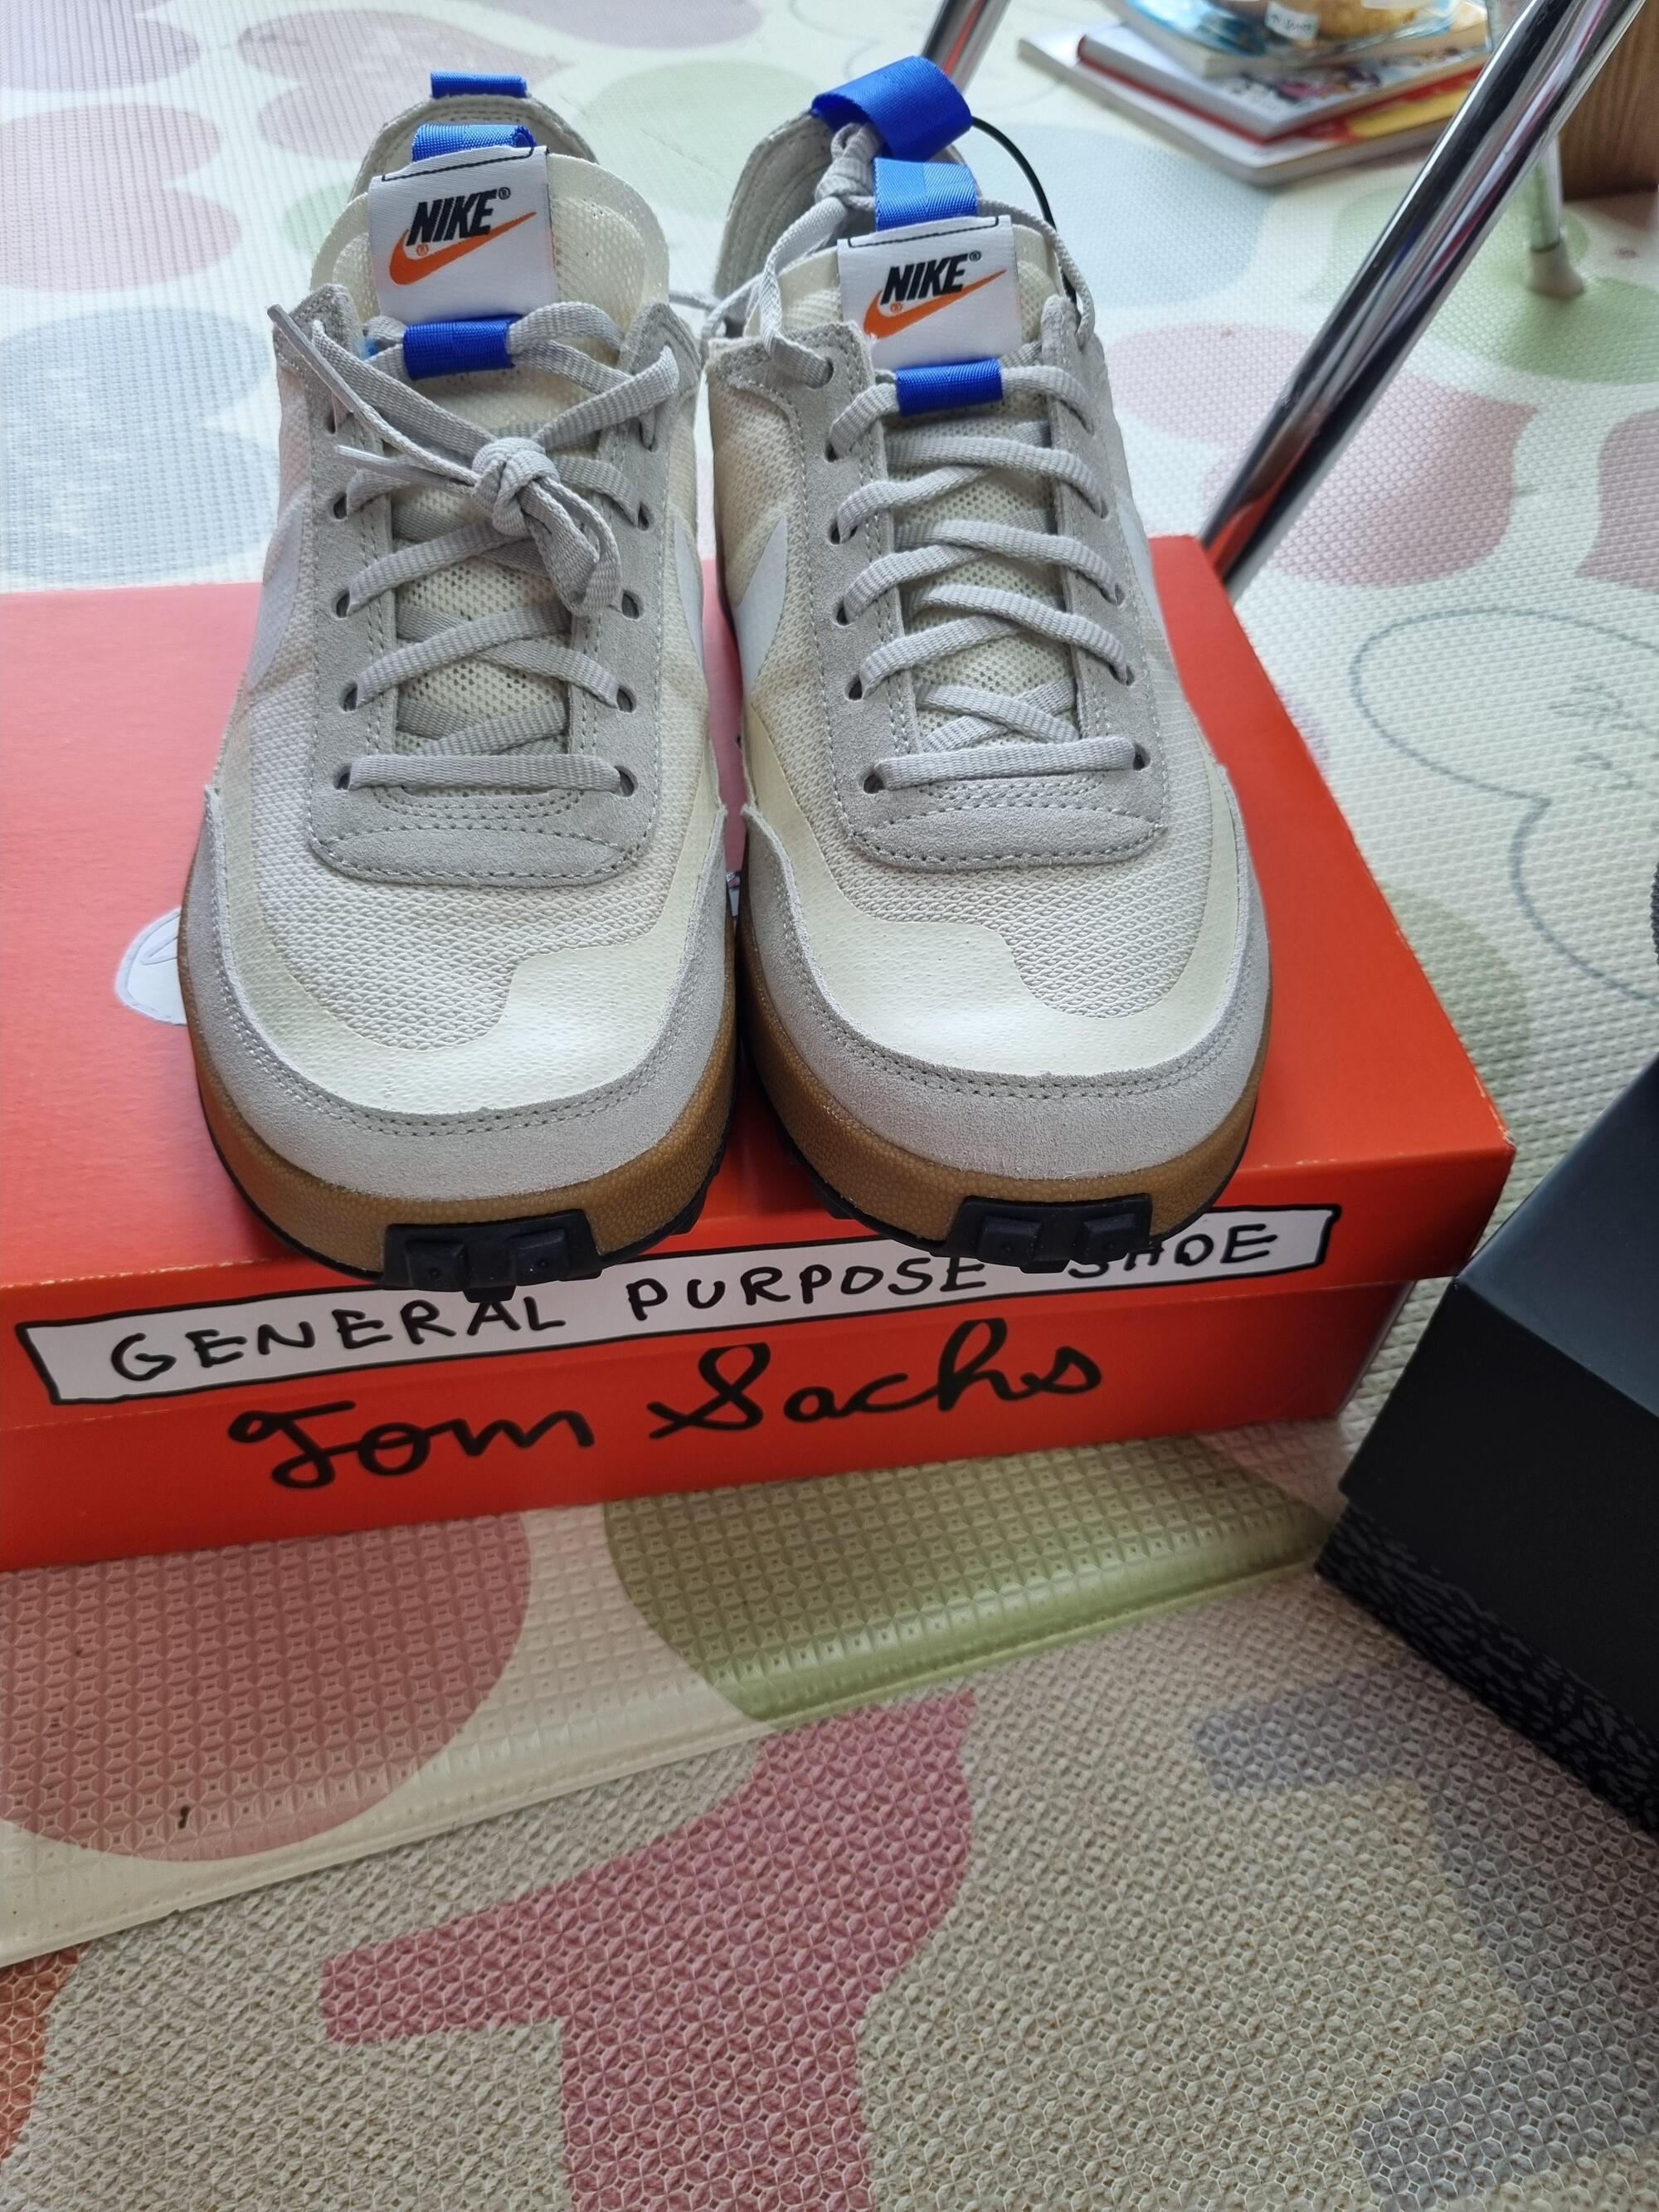 NIKE
NIKE
GENERAL PURPOSE SHOE
Tom Sachs